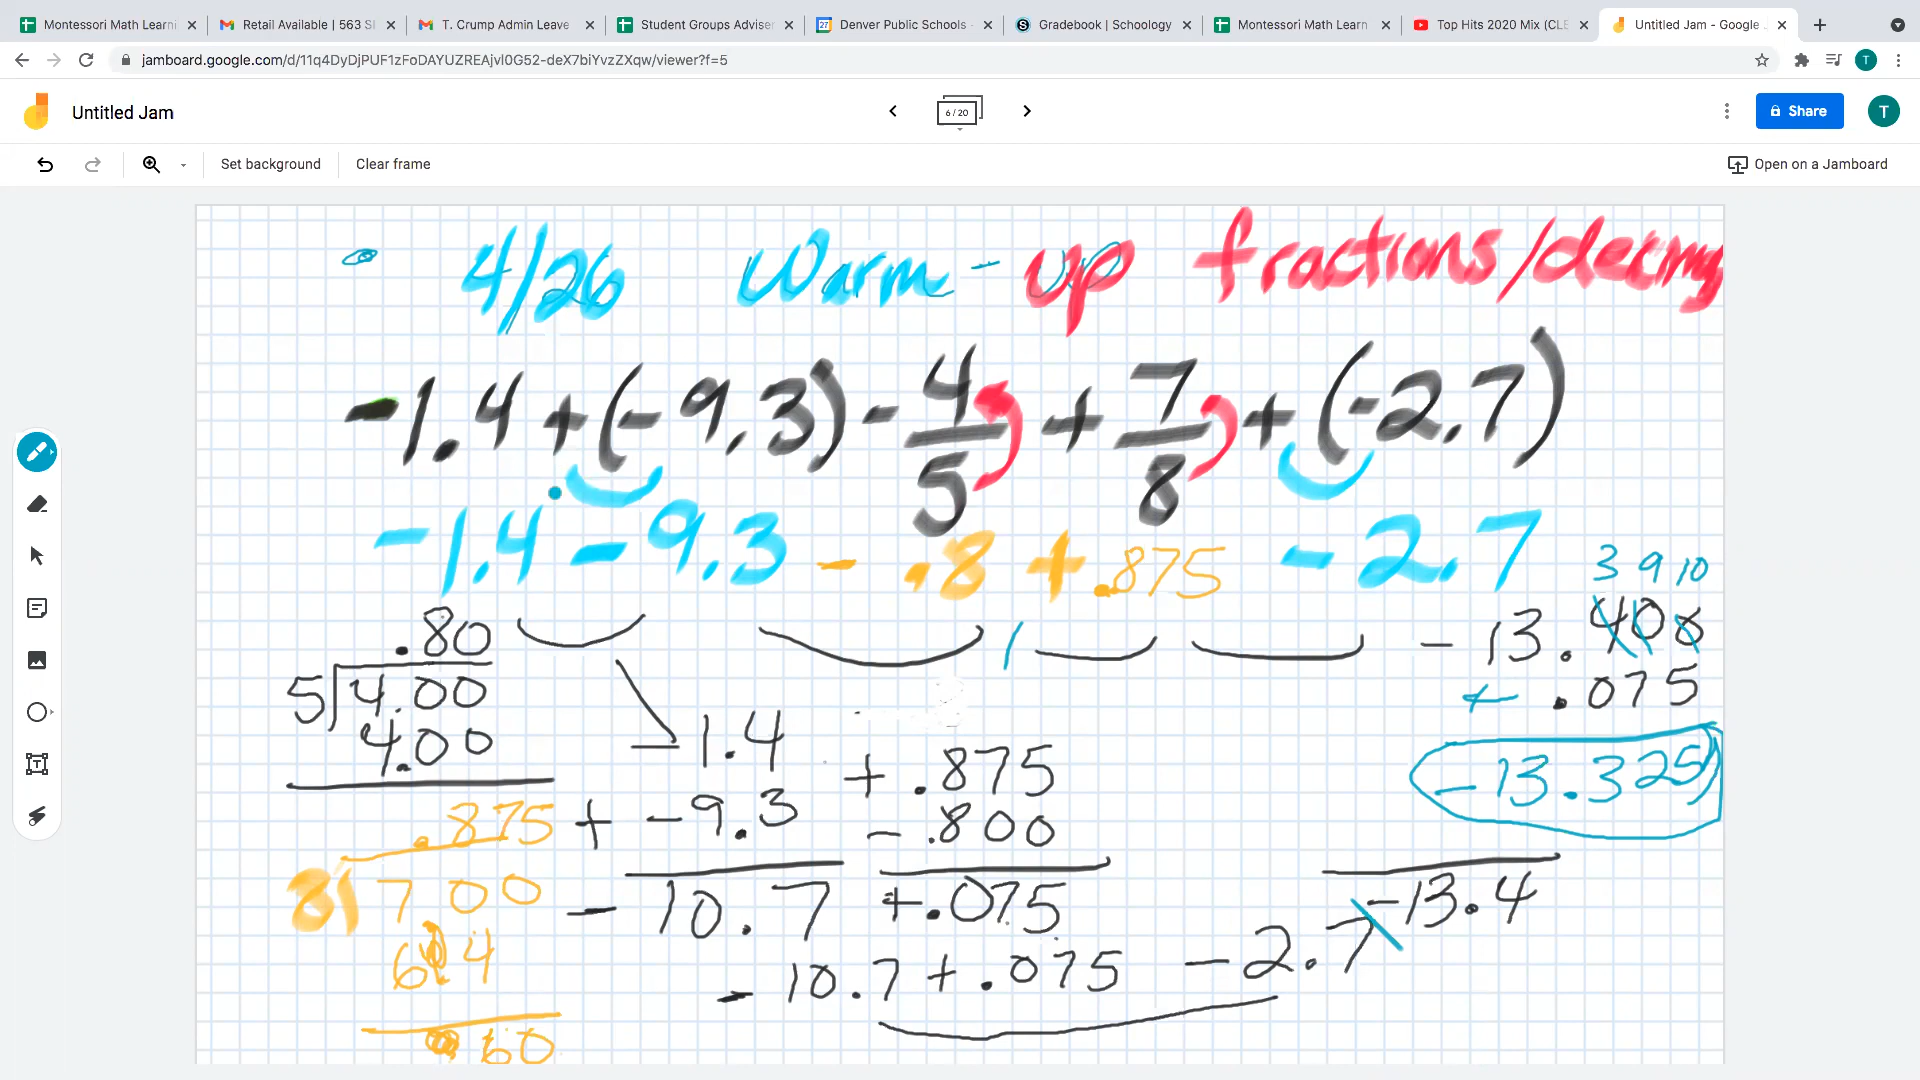 Montessori Math Learni
Retail Available | 563 S
T. Crump Admin Leave
Student Groups Adviser
Denver Public Schools -
Gradebook | Schoology
Montessori Math Learn
Top Hits 2020 Mix (CLE
Untitled Jam - Google
jamboard.google.com/d/11q4DyDjPUF1zFoDAYUZREAjvl0G52-deX7biYvzZXqw/viewer?f=5
T
Untitled Jam
6 / 20
Share
T
Set background
Clear frame
Open on a Jamboard
4/26 Warm-up fractions/decim
-1.4+(-9.3)-4/5+7/8+(-2.7)
-1.4-9.3-.8+.875-2.7
.80
5 4.00
4.00
.875
8 700
64
60
-1.4
+ -9.3
-10.7
+ .875
- .800
+.075
-10.7+.075 -2.7
-13.4
3 9 10
-13.400
+ .075
-13.325